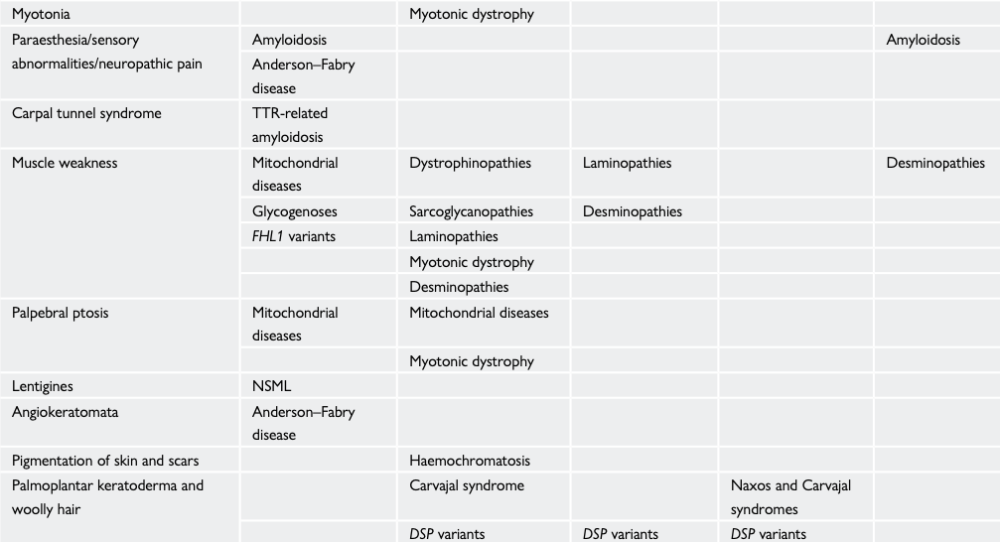 Myotonia Myotonic dystrophy
Paraesthesia/sensory Amyloidosis Amyloidosis
abnormalities/neuropathic pain Anderson–Fabry
disease
Carpal tunnel syndrome TTR-related
amyloidosis
Muscle weakness Mitochondrial Dystrophinopathies Laminopathies Desminopathies
diseases
Glycogenoses Sarcoglycanopathies Desminopathies
FHL1 variants Laminopathies
Myotonic dystrophy
Desminopathies
Palpebral ptosis Mitochondrial Mitochondrial diseases
diseases
Myotonic dystrophy
Lentigines NSML
Angiokeratomata Anderson–Fabry
disease
Pigmentation of skin and scars Haemochromatosis
Palmoplantar keratoderma and Carvajal syndrome Naxos and Carvajal
woolly hair syndromes
DSP variants DSP variants DSP variants